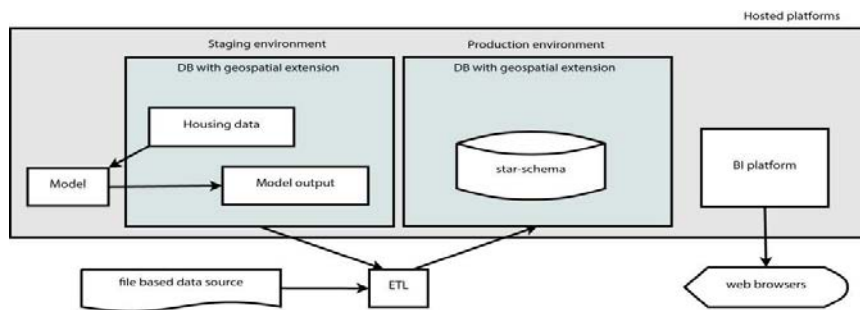 Hosted platforms
Staging environment
Production environment
DB with geospatial extension
DB with geospatial extension
Housing data
Model
Model output
star-schema
BI platform
file based data source
ETL
web browsers